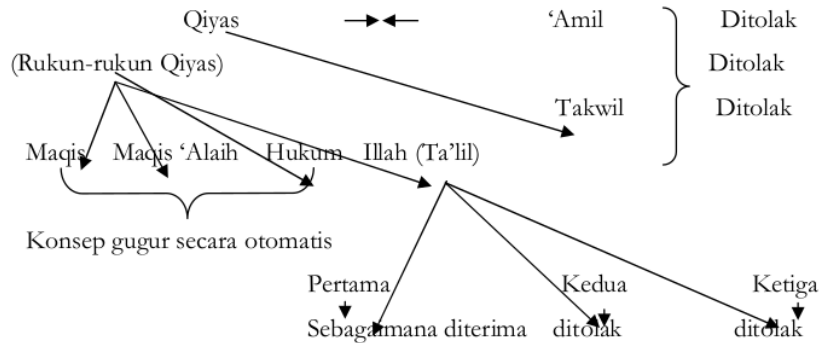 Qiyas ‘Amil Ditolak
(Rukun-rukun Qiyas) Ditolak
Takwil Ditolak
Maqis Maqis ‘Alaih Hukum Illah (Ta’lil)
Konsep gugur secara otomatis
Pertama Kedua Ketiga
Sebagaimana diterima ditolak ditolak